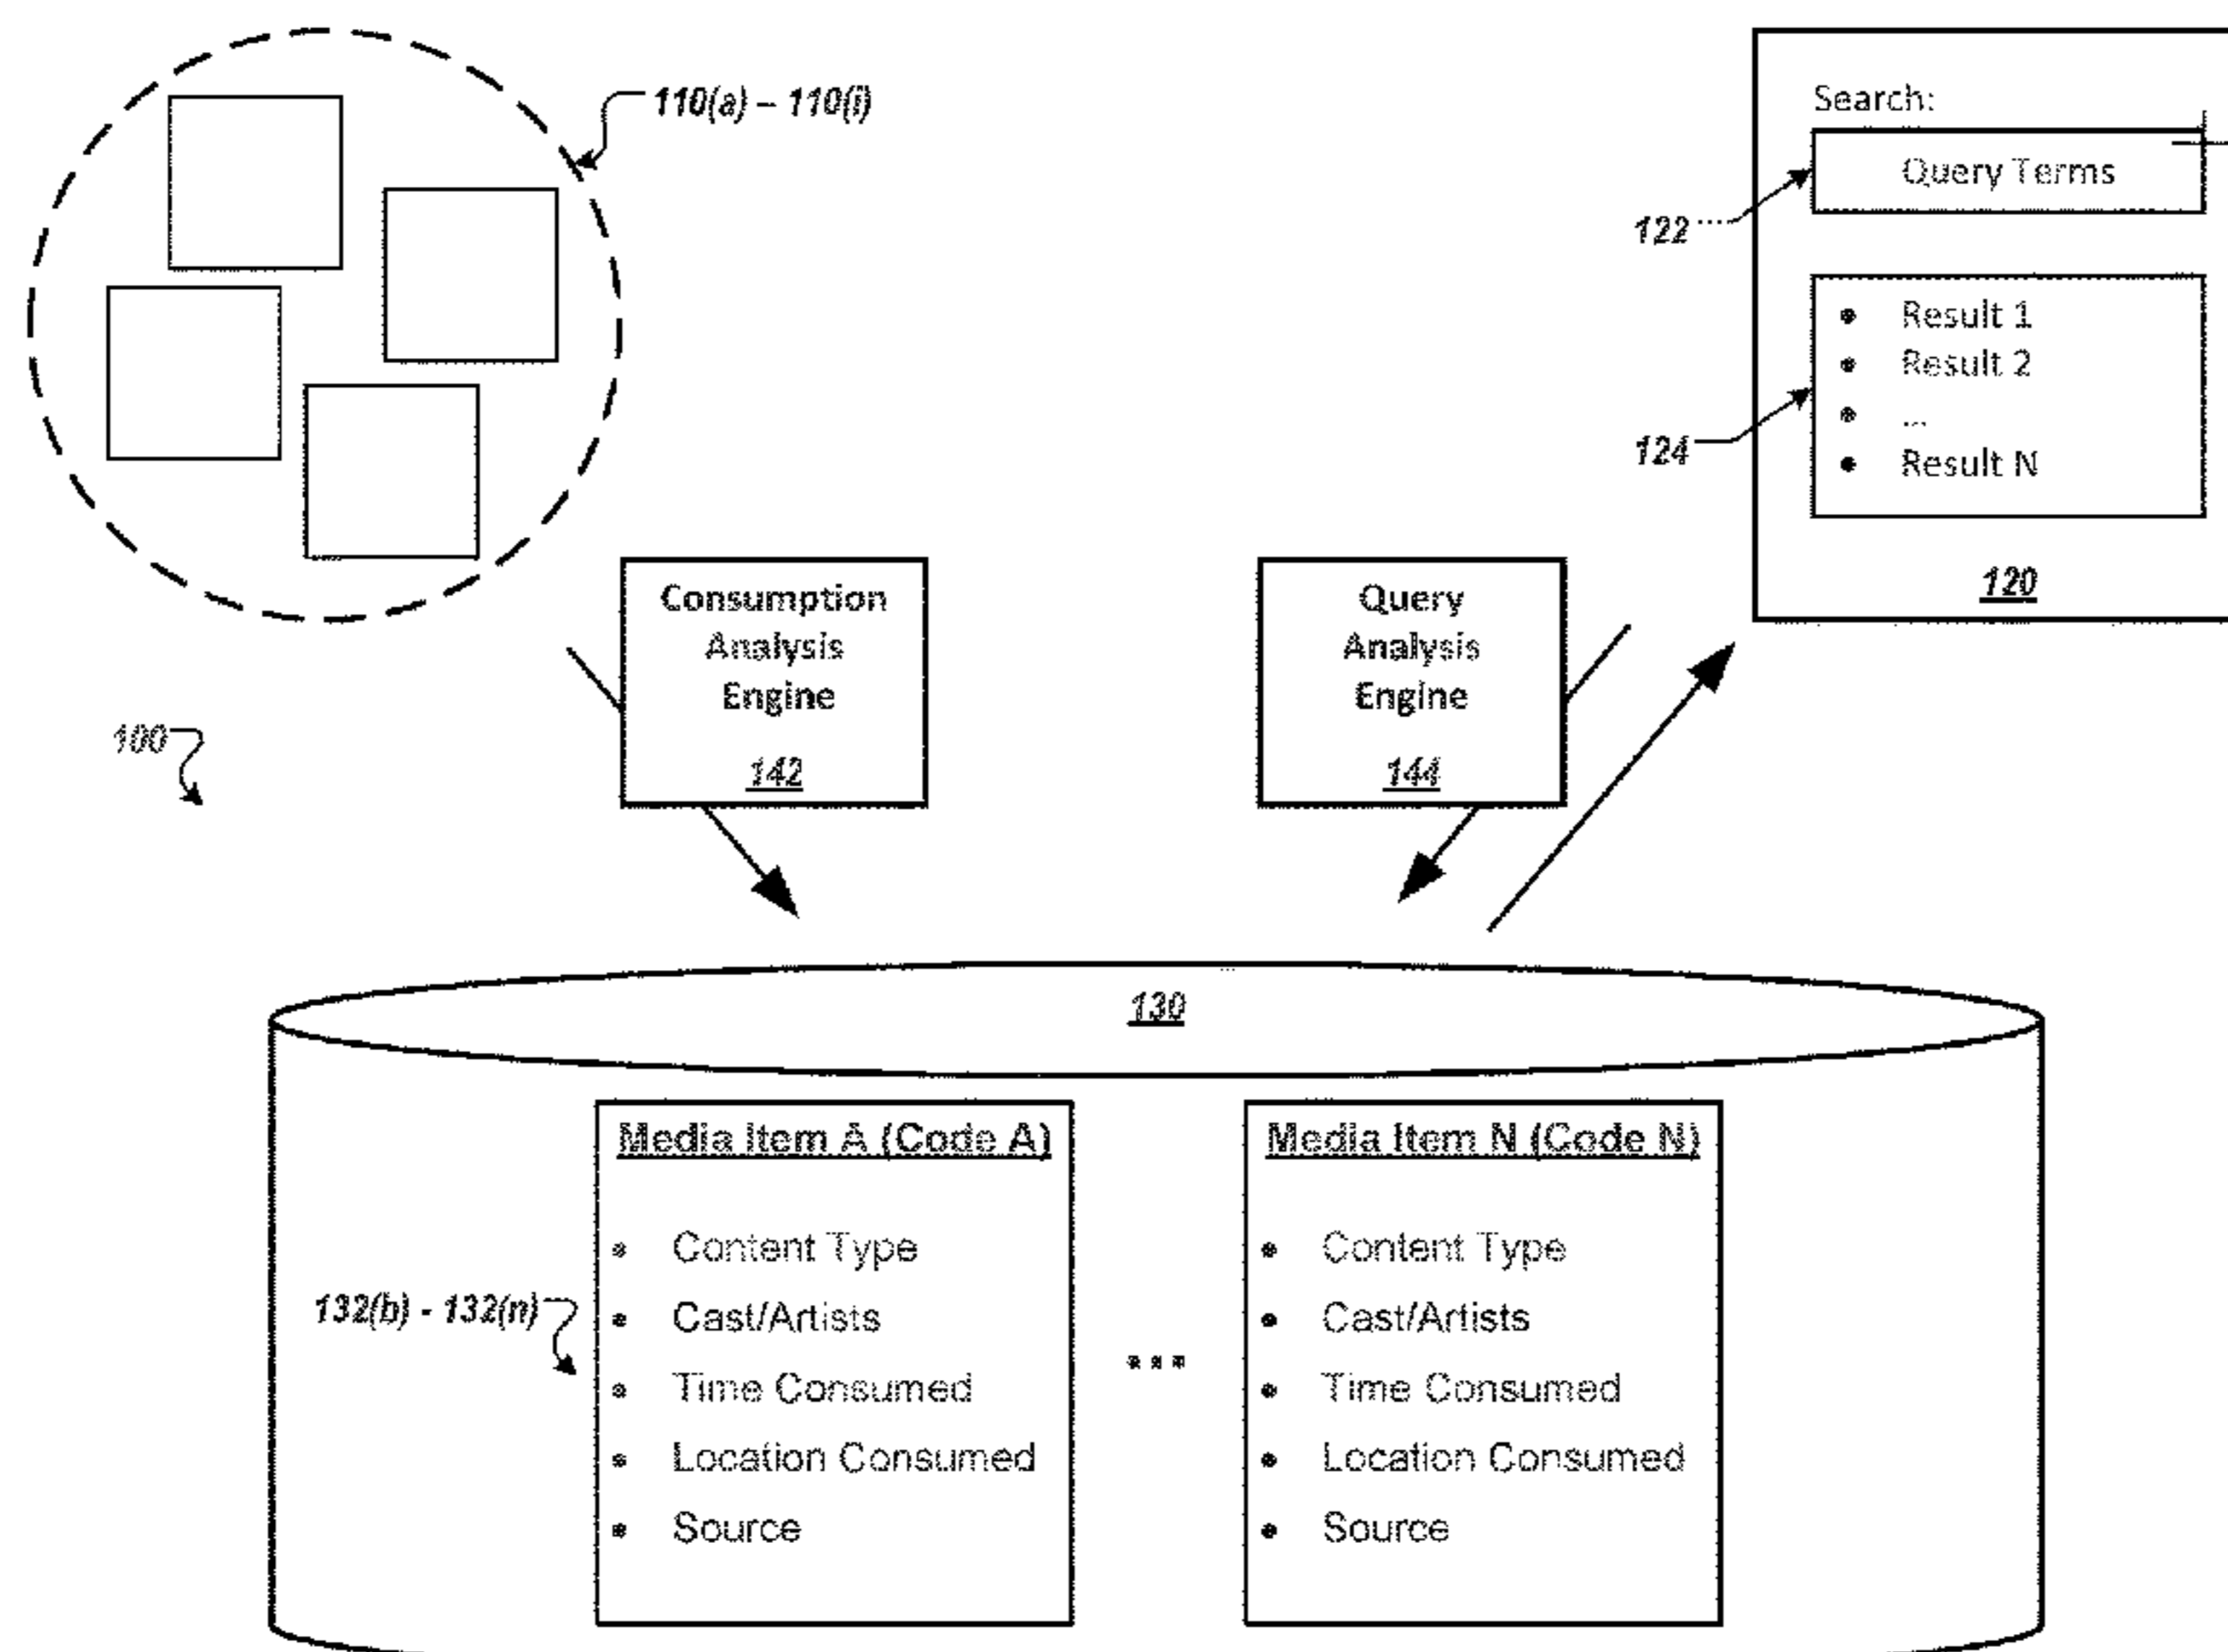 110(a) – 110(i)
Search:
Query Terms
122
• Result 1
• Result 2
• ...
• Result N
124
120
Consumption
Analysis
Engine
142
Query
Analysis
Engine
144
100
130
Media Item A (Code A)
• Content Type
• Cast/Artists
• Time Consumed
• Location Consumed
• Source
132(b) - 132(n)
...
Media Item N (Code N)
• Content Type
• Cast/Artists
• Time Consumed
• Location Consumed
• Source